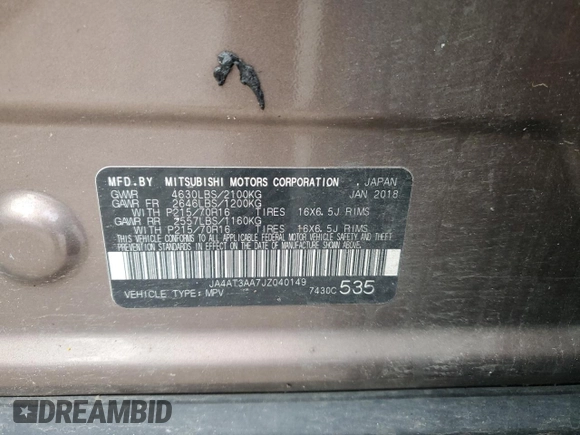 MFD.BY MITSUBISHI MOTORS CORPORATION , JAPAN
GVWR 4630LBS/2100KG JAN 2018
GAWR FR 2646LBS/1200KG
WITH P215/70R16 TIRES 16X6.5J RIMS
GAWR RR 2557LBS/1160KG
WITH P215/70R16 TIRES 16X6.5J RIMS
THIS VEHICLE CONFORMS TO ALL APPLICABLE FEDERAL MOTOR VEHICLE
SAFETY AND THEFT PREVENTION STANDARDS IN EFFECT ON THE DATE OF
MANUFACTURE SHOWN ABOVE.
JA4AT3AA7JZ040149
VEHICLE TYPE: MPV 7430C 535
DREAMBID